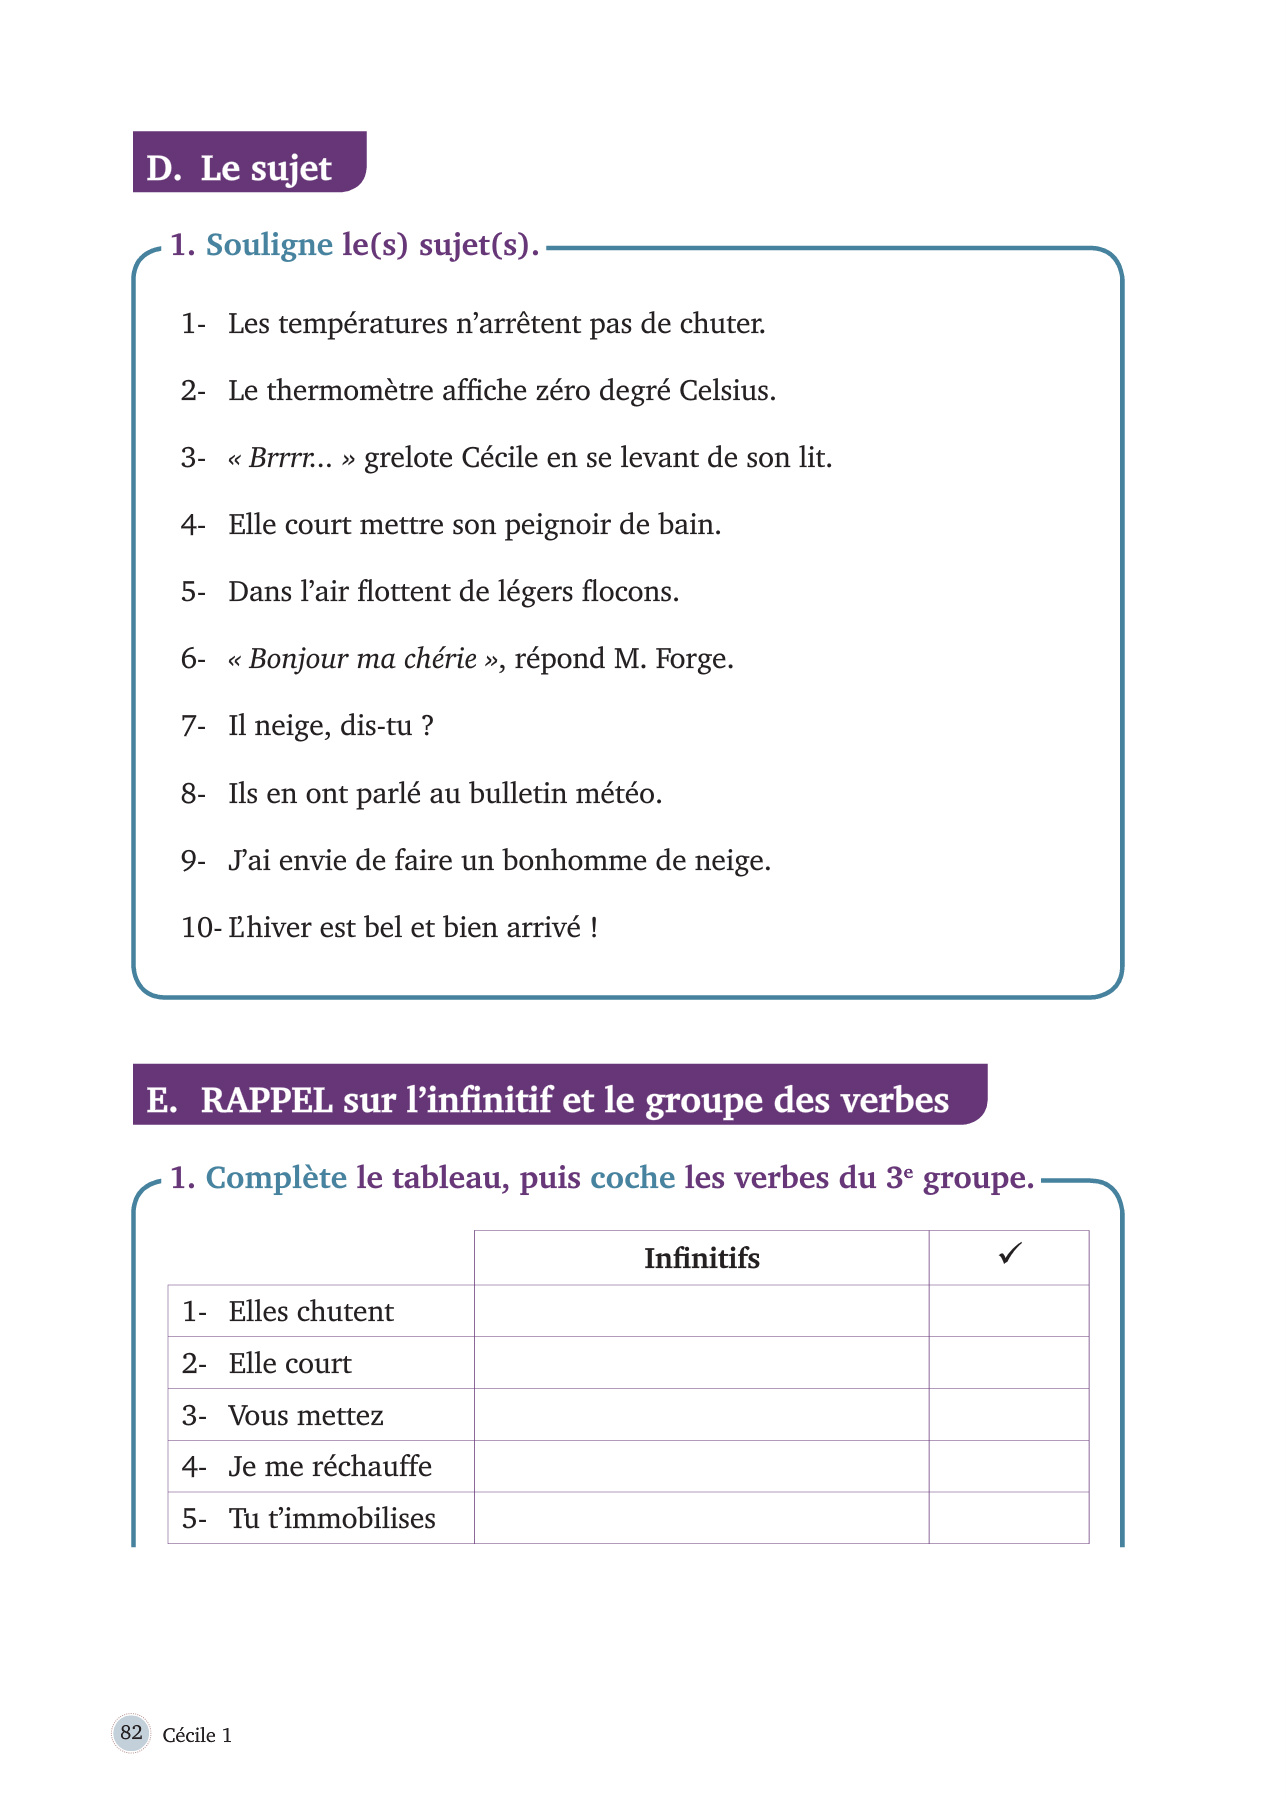 D. Le sujet
1. Souligne le(s) sujet(s).
1- Les températures n’arrêtent pas de chuter.
2- Le thermomètre affiche zéro degré Celsius.
3- « Brrrr... » grelote Cécile en se levant de son lit.
4- Elle court mettre son peignoir de bain.
5- Dans l’air flottent de légers flocons.
6- « Bonjour ma chérie », répond M. Forge.
7- Il neige, dis-tu ?
8- Ils en ont parlé au bulletin météo.
9- J’ai envie de faire un bonhomme de neige.
10- L’hiver est bel et bien arrivé !
E. RAPPEL sur l’infinitif et le groupe des verbes
1. Complète le tableau, puis coche les verbes du 3e groupe.
Infinitifs ✓
1- Elles chutent
2- Elle court
3- Vous mettez
4- Je me réchauffe
5- Tu t’immobilises
82 Cécile 1